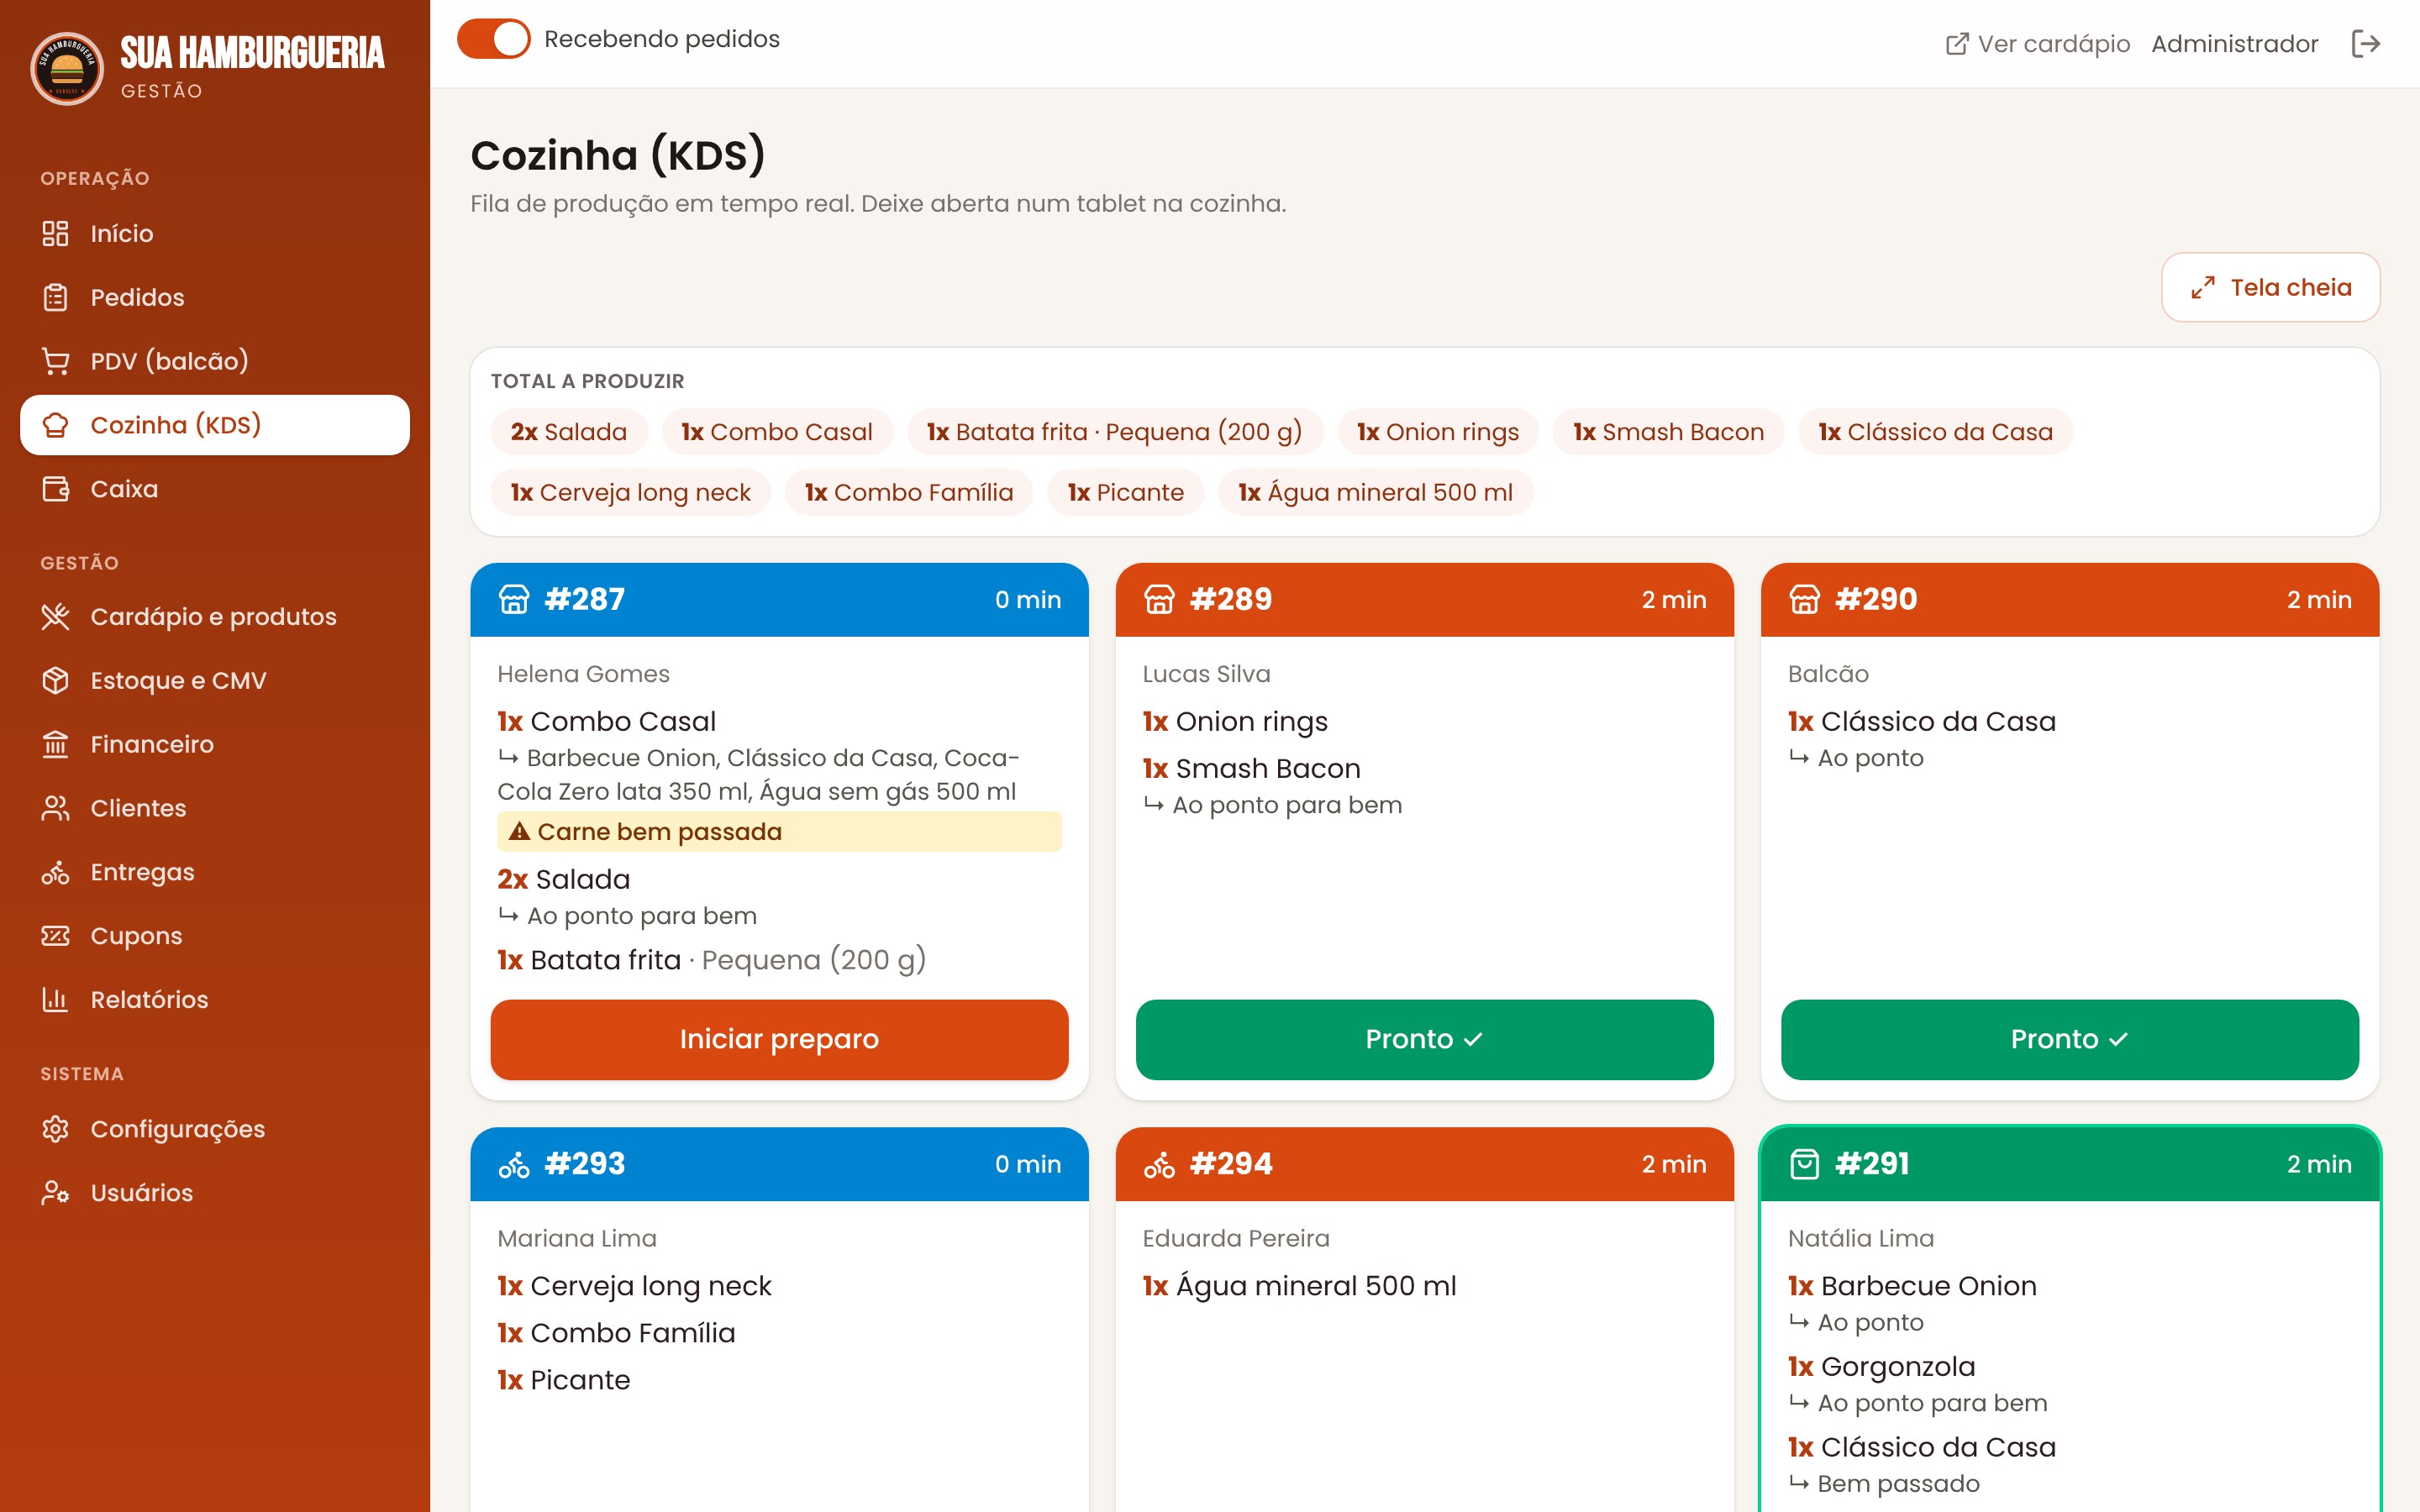 SUA HAMBURGUERIA
GESTÃO
OPERAÇÃO
Início
Pedidos
PDV (balcão)
Cozinha (KDS)
Caixa
GESTÃO
Cardápio e produtos
Estoque e CMV
Financeiro
Clientes
Entregas
Cupons
Relatórios
SISTEMA
Configurações
Usuários
Recebendo pedidos
Ver cardápio
Administrador
Cozinha (KDS)
Fila de produção em tempo real. Deixe aberta num tablet na cozinha.
Tela cheia
TOTAL A PRODUZIR
2x Salada
1x Combo Casal
1x Batata frita · Pequena (200 g)
1x Onion rings
1x Smash Bacon
1x Clássico da Casa
1x Cerveja long neck
1x Combo Família
1x Picante
1x Água mineral 500 ml
#287
0 min
Helena Gomes
1x Combo Casal
↳ Barbecue Onion, Clássico da Casa, Coca-
Cola Zero lata 350 ml, Água sem gás 500 ml
⚠ Carne bem passada
2x Salada
↳ Ao ponto para bem
1x Batata frita · Pequena (200 g)
Iniciar preparo
#289
2 min
Lucas Silva
1x Onion rings
1x Smash Bacon
↳ Ao ponto para bem
Pronto ✓
#290
2 min
Balcão
1x Clássico da Casa
↳ Ao ponto
Pronto ✓
#293
0 min
Mariana Lima
1x Cerveja long neck
1x Combo Família
1x Picante
#294
2 min
Eduarda Pereira
1x Água mineral 500 ml
#291
2 min
Natália Lima
1x Barbecue Onion
↳ Ao ponto
1x Gorgonzola
↳ Ao ponto para bem
1x Clássico da Casa
↳ Bem passado